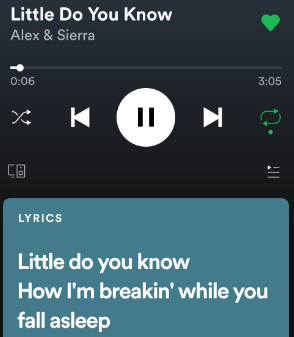 Little Do You Know
Alex & Sierra
0:06 3:05
LYRICS
Little do you know
How I'm breakin' while you
fall asleep